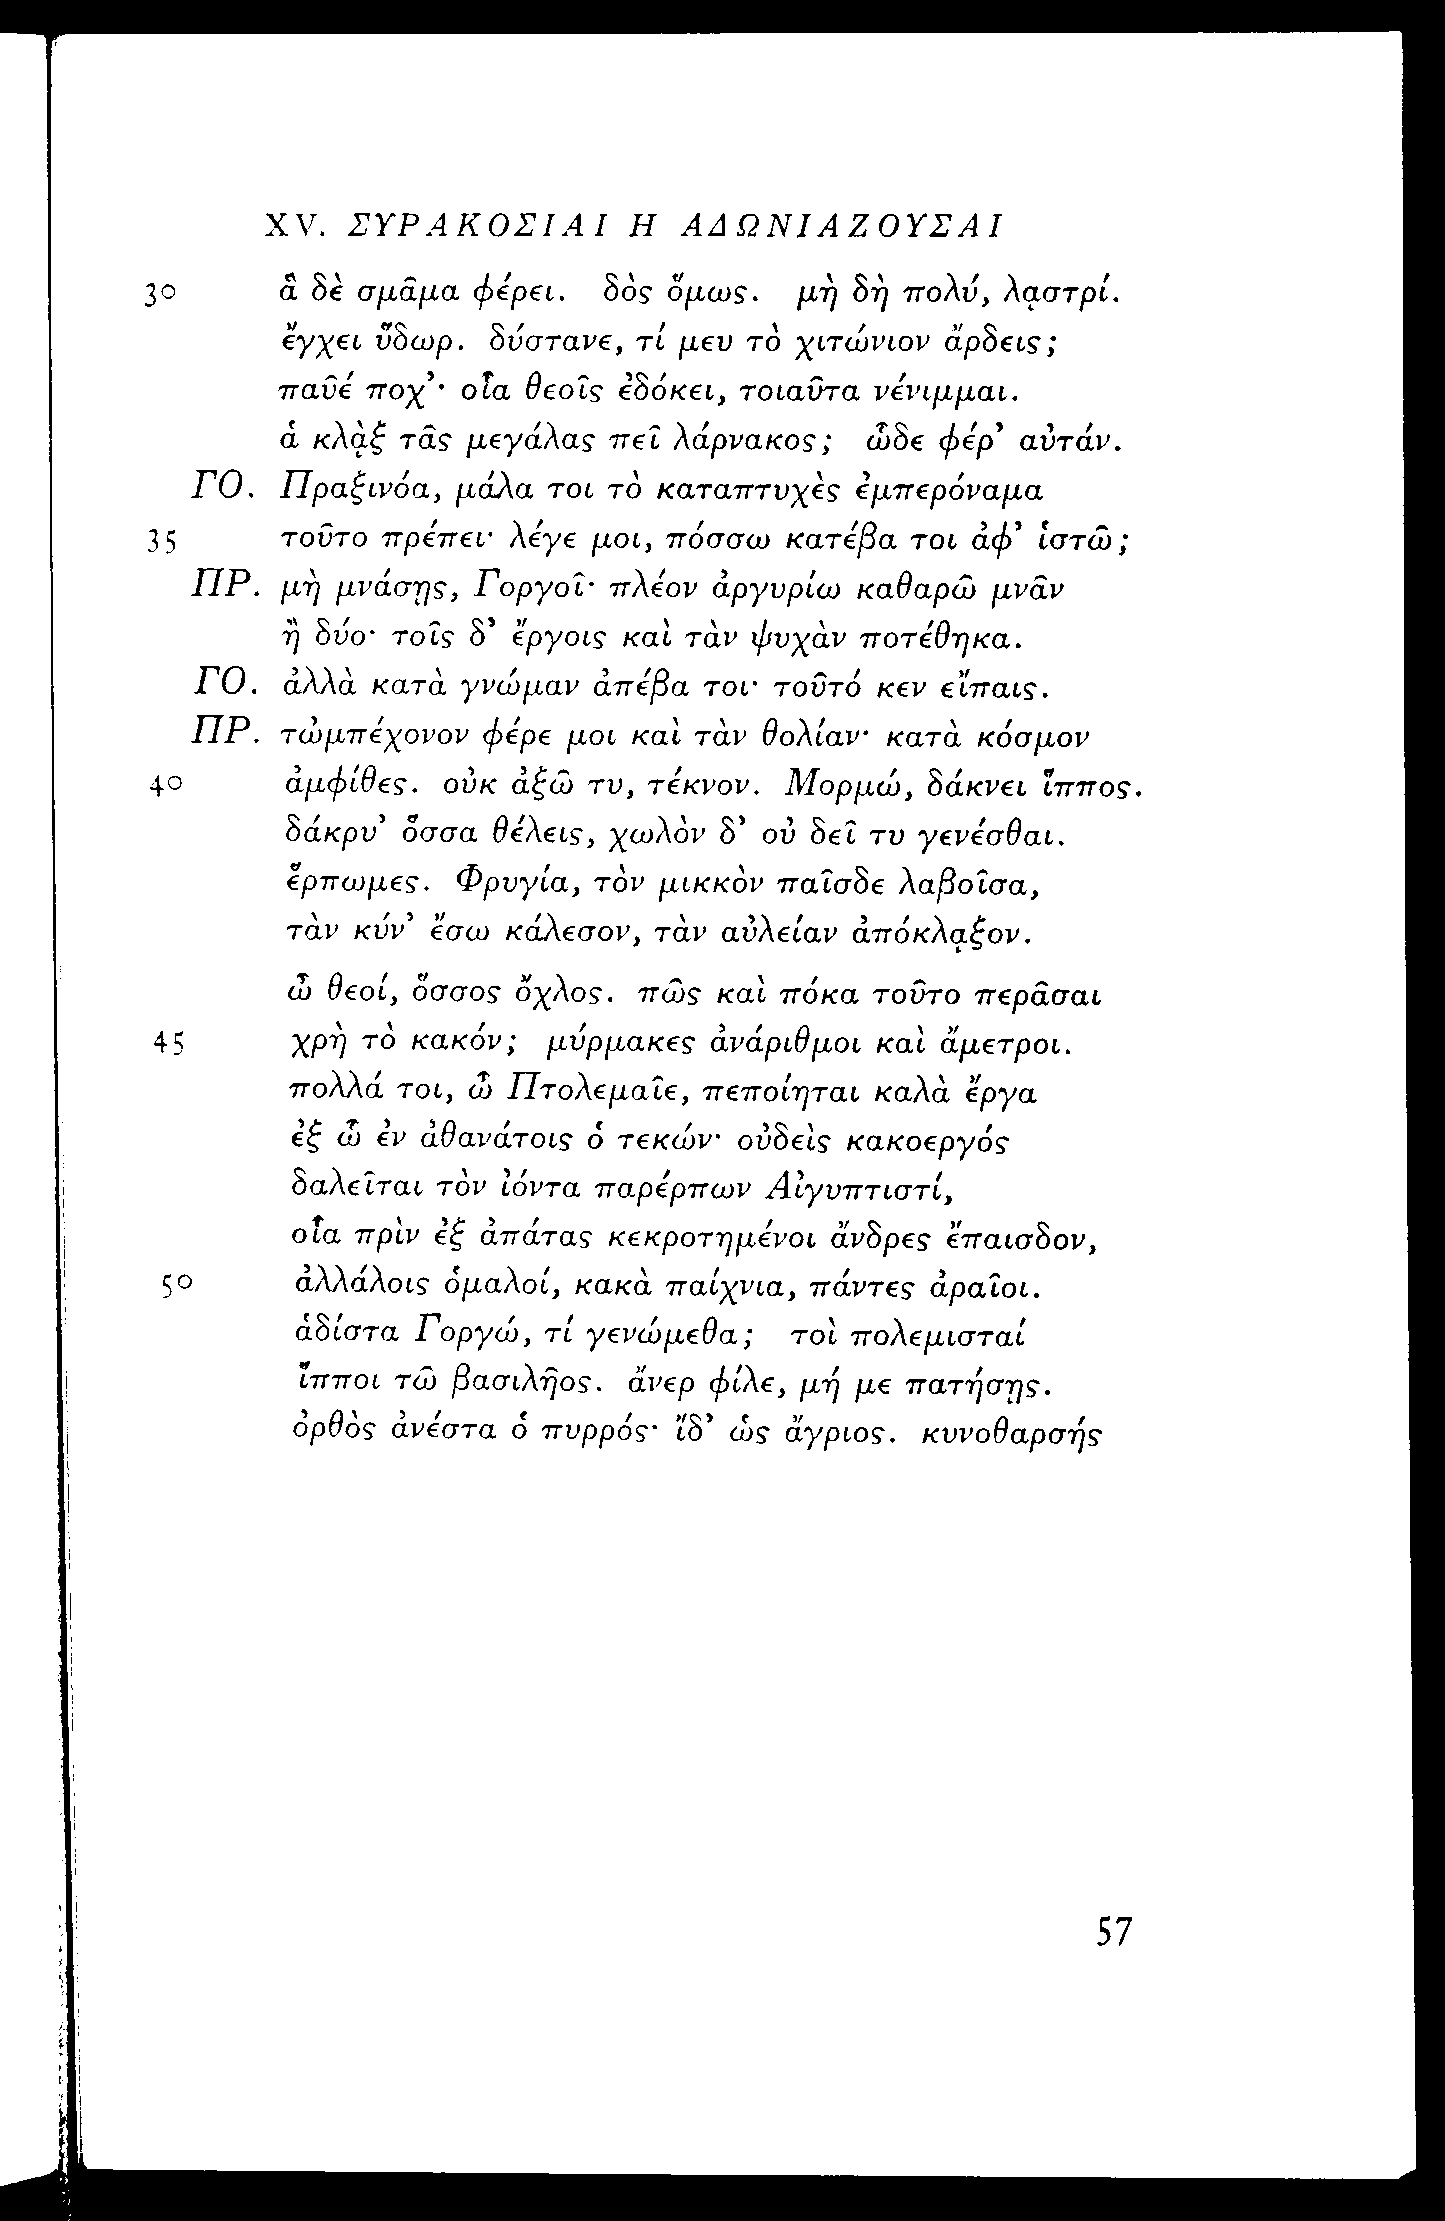 XV. ΣΥΡΑΚΟΣΙΑΙ Η ΑΔΩΝΙΑΖΟΥΣΑΙ
30 ἃ δὲ σμᾶμα φέρει. δὸς ὅμως. μὴ δὴ πολύ, λᾳστρί.
ἔγχει ὕδωρ. δύστανε, τί μευ τὸ χιτώνιον ἄρδεις;
παῦέ ποχ’· οἷα θεοῖς ἐδόκει, τοιαῦτα νένιμμαι.
ἁ κλᾲξ τᾶς μεγάλας πεῖ λάρνακος; ὧδε φέρ’ αὐτάν.
ΓΟ. Πραξινόα, μάλα τοι τὸ καταπτυχὲς ἐμπερόναμα
35 τοῦτο πρέπει· λέγε μοι, πόσσω κατέβα τοι ἀφ’ ἱστῶ;
ΠΡ. μὴ μνάσῃς, Γοργοῖ· πλέον ἀργυρίω καθαρῶ μνᾶν
ἢ δύο· τοῖς δ’ ἔργοις καὶ τὰν ψυχὰν ποτέθηκα.
ΓΟ. ἀλλὰ κατὰ γνώμαν ἀπέβα τοι· τοῦτό κεν εἴπαις.
ΠΡ. τὠμπέχονον φέρε μοι καὶ τὰν θολίαν· κατὰ κόσμον
40 ἀμφίθες. οὐκ ἀξῶ τυ, τέκνον. Μορμώ, δάκνει ἵππος.
δάκρυ’ ὅσσα θέλεις, χωλὸν δ’ οὐ δεῖ τυ γενέσθαι.
ἕρπωμες. Φρυγία, τὸν μικκὸν παῖσδε λαβοῖσα,
τὰν κύν’ ἔσω κάλεσον, τὰν αὐλείαν ἀπόκλᾳξον.
ὦ θεοί, ὅσσος ὄχλος. πῶς καὶ πόκα τοῦτο περᾶσαι
45 χρὴ τὸ κακόν; μύρμακες ἀνάριθμοι καὶ ἄμετροι.
πολλά τοι, ὦ Πτολεμαῖε, πεποίηται καλὰ ἔργα
ἐξ ὧ ἐν ἀθανάτοις ὁ τεκών· οὐδεὶς κακοεργός
δαλεῖται τὸν ἰόντα παρέρπων Αἰγυπτιστί,
οἷα πρὶν ἐξ ἀπάτας κεκροτημένοι ἄνδρες ἔπαισδον,
50 ἀλλάλοις ὁμαλοί, κακὰ παίχνια, πάντες ἀραῖοι.
ἁδίστα Γοργώ, τί γενώμεθα; τοὶ πολεμισταί
ἵπποι τῶ βασιλῆος. ἄνερ φίλε, μή με πατήσῃς.
ὀρθὸς ἀνέστα ὁ πυρρός· ἴδ’ ὡς ἄγριος. κυνοθαρσής
57